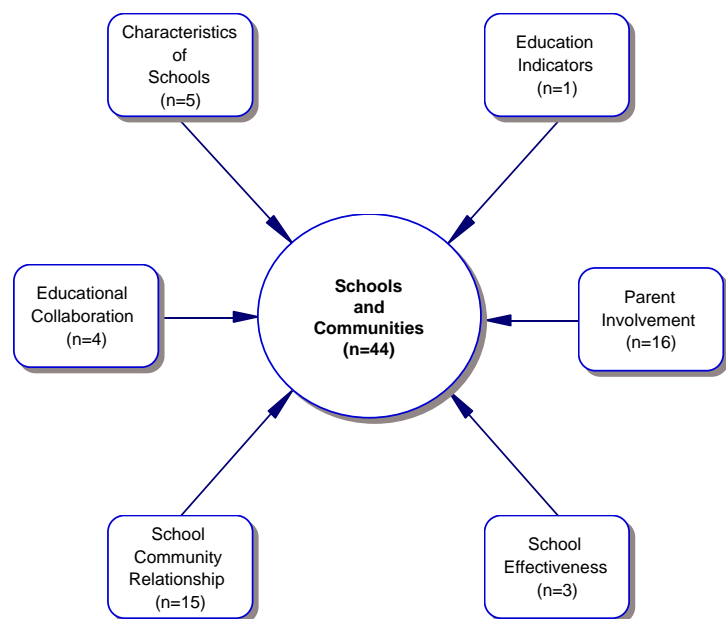 Characteristics
of
Schools
(n=5)
Education
Indicators
(n=1)
Educational
Collaboration
(n=4)
Schools
and
Communities
(n=44)
Parent
Involvement
(n=16)
School
Community
Relationship
(n=15)
School
Effectiveness
(n=3)